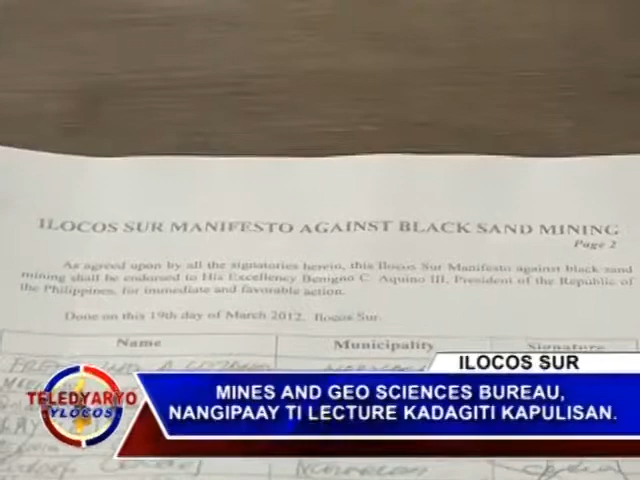 ILOCOS SUR MANIFESTO AGAINST BLACK SAND MINING
Page 2
As agreed upon by all the signatories herein, this Ilocos Sur Manifesto against black sand
mining shall be endorsed to His Excellency Benigno C. Aquino III, President of the Republic of
the Philippines, for immediate and favorable action.
Done on this 19th day of March 2012, Ilocos Sur.
Name Municipality Signature
ILOCOS SUR
TELEDYARYO
YLOCOS
MINES AND GEO SCIENCES BUREAU,
NANGIPAAY TI LECTURE KADAGITI KAPULISAN.